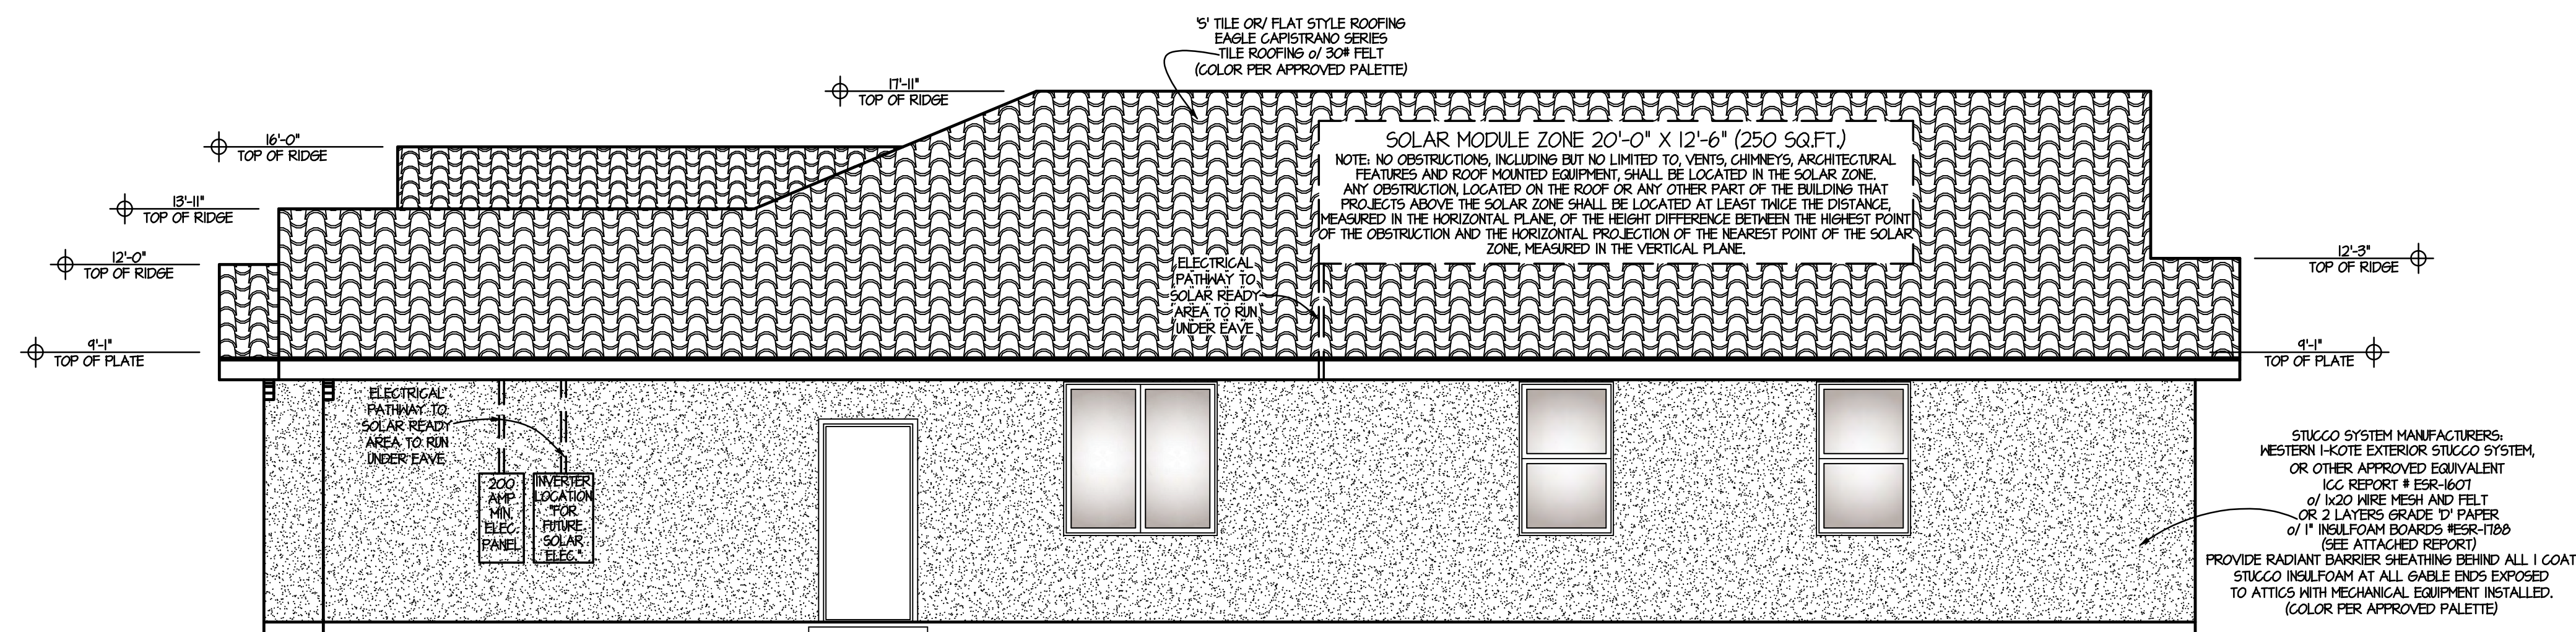 'S' TILE OR/ FLAT STYLE ROOFING
EAGLE CAPISTRANO SERIES
TILE ROOFING o/ 30# FELT
(COLOR PER APPROVED PALETTE)
17'-11"
TOP OF RIDGE
16'-0"
TOP OF RIDGE
13'-11"
TOP OF RIDGE
12'-0"
TOP OF RIDGE
9'-1"
TOP OF PLATE
SOLAR MODULE ZONE 20'-0" X 12'-6" (250 SQ.FT.)
NOTE: NO OBSTRUCTIONS, INCLUDING BUT NO LIMITED TO, VENTS, CHIMNEYS, ARCHITECTURAL
FEATURES AND ROOF MOUNTED EQUIPMENT, SHALL BE LOCATED IN THE SOLAR ZONE.
ANY OBSTRUCTION, LOCATED ON THE ROOF OR ANY OTHER PART OF THE BUILDING THAT
PROJECTS ABOVE THE SOLAR ZONE SHALL BE LOCATED AT LEAST TWICE THE DISTANCE,
MEASURED IN THE HORIZONTAL PLANE, OF THE HEIGHT DIFFERENCE BETWEEN THE HIGHEST POINT
OF THE OBSTRUCTION AND THE HORIZONTAL PROJECTION OF THE NEAREST POINT OF THE SOLAR
ZONE, MEASURED IN THE VERTICAL PLANE.
ELECTRICAL
PATHWAY TO
SOLAR READY
AREA TO RUN
UNDER EAVE
12'-3"
TOP OF RIDGE
9'-1"
TOP OF PLATE
ELECTRICAL
PATHWAY TO
SOLAR READY
AREA TO RUN
UNDER EAVE
200
AMP
MIN.
ELEC.
PANEL
INVERTER
LOCATION
"FOR
FUTURE
SOLAR
ELEC."
STUCCO SYSTEM MANUFACTURERS:
WESTERN 1-KOTE EXTERIOR STUCCO SYSTEM,
OR OTHER APPROVED EQUIVALENT
ICC REPORT # ESR-1607
o/ 1x20 WIRE MESH AND FELT
OR 2 LAYERS GRADE 'D' PAPER
o/ 1" INSULFOAM BOARDS #ESR-1788
(SEE ATTACHED REPORT)
PROVIDE RADIANT BARRIER SHEATHING BEHIND ALL 1 COAT
STUCCO INSULFOAM AT ALL GABLE ENDS EXPOSED
TO ATTICS WITH MECHANICAL EQUIPMENT INSTALLED.
(COLOR PER APPROVED PALETTE)